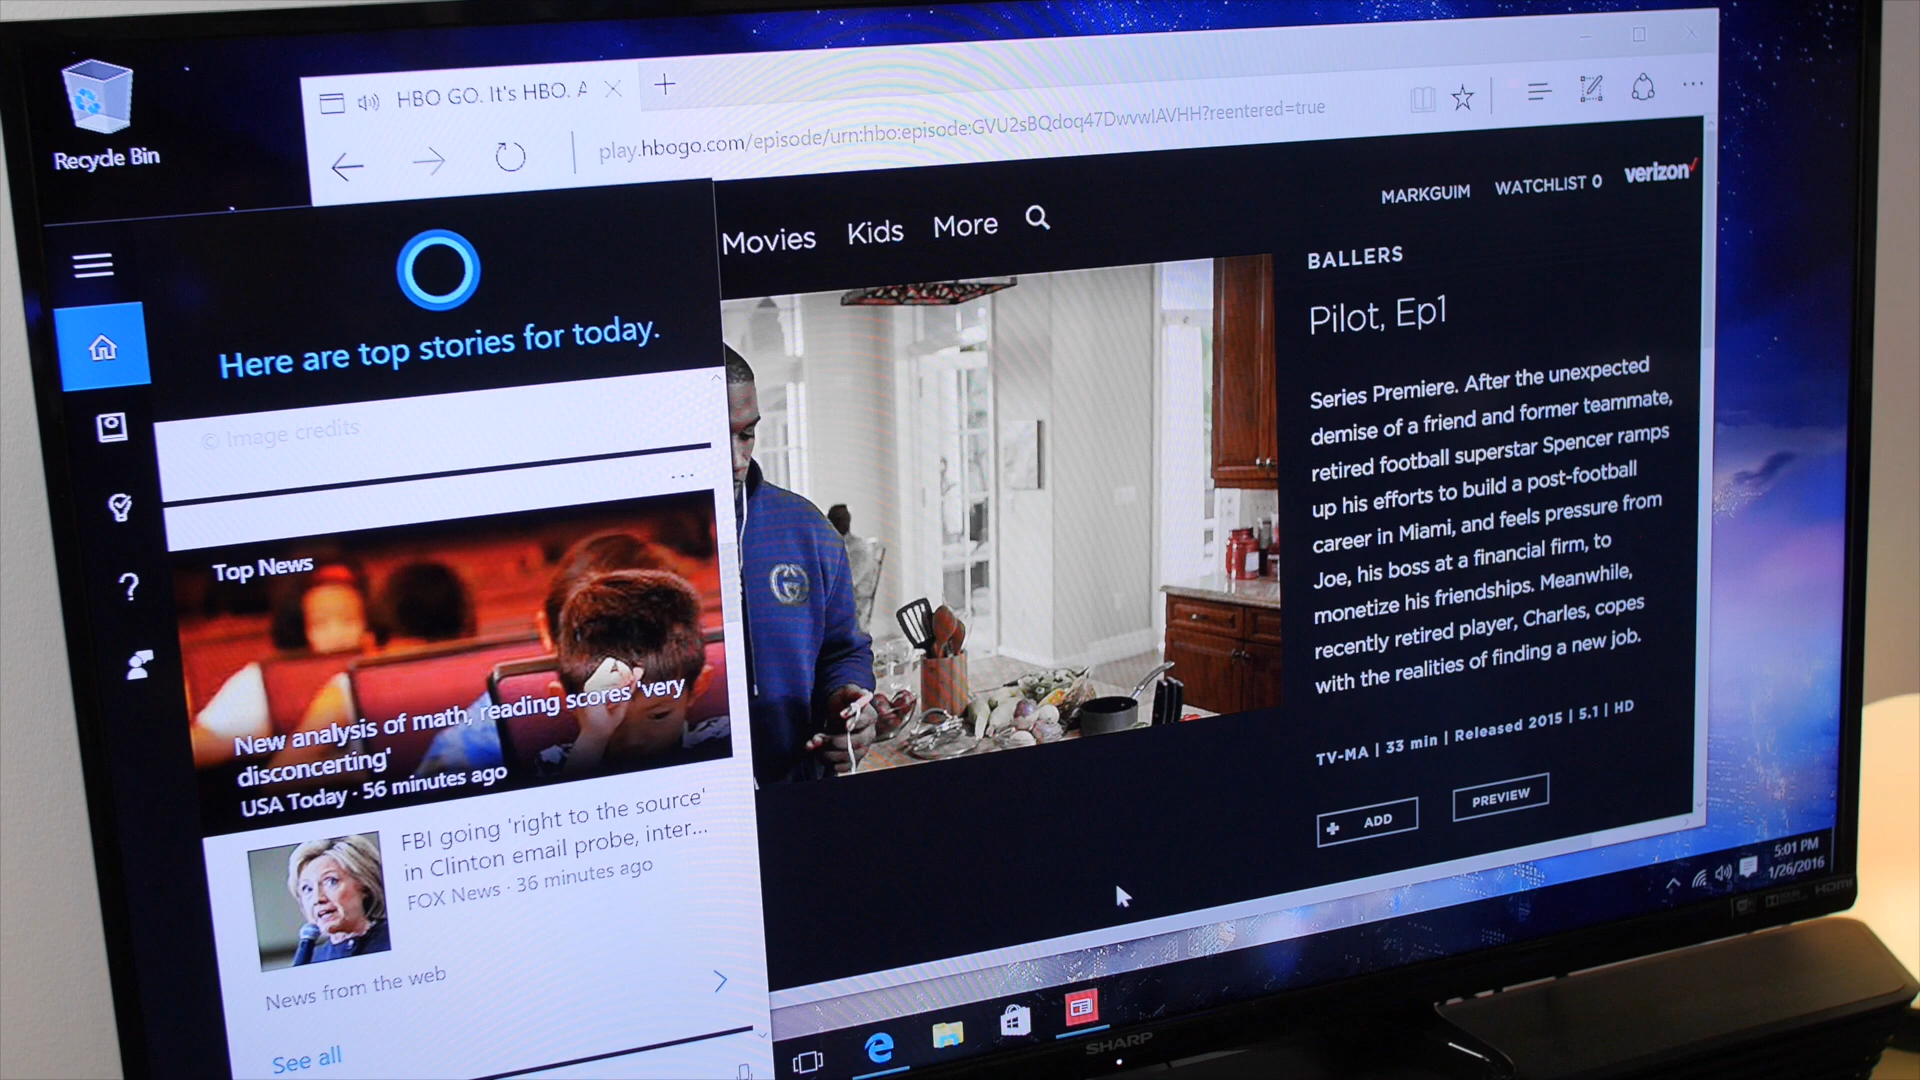 Recycle Bin
HBO GO. It's HBO. A
play.hbogo.com/episode/urn:hbo:episode:GVU2sBQdoq47DwvwIAVHH?reentered=true
Movies Kids More
MARKGUIM WATCHLIST 0 verizon
Here are top stories for today.
© Image credits
Top News
New analysis of math, reading scores 'very
disconcerting'
USA Today · 56 minutes ago
FBI going 'right to the source'
in Clinton email probe, inter...
FOX News · 36 minutes ago
News from the web
See all
BALLERS
Pilot, Ep1
Series Premiere. After the unexpected
demise of a friend and former teammate,
retired football superstar Spencer ramps
up his efforts to build a post-football
career in Miami, and feels pressure from
Joe, his boss at a financial firm, to
monetize his friendships. Meanwhile,
recently retired player, Charles, copes
with the realities of finding a new job.
TV-MA | 33 min | Released 2015 | 5.1 | HD
+ ADD
PREVIEW
5:01 PM
1/26/2016
HDMI
SHARP